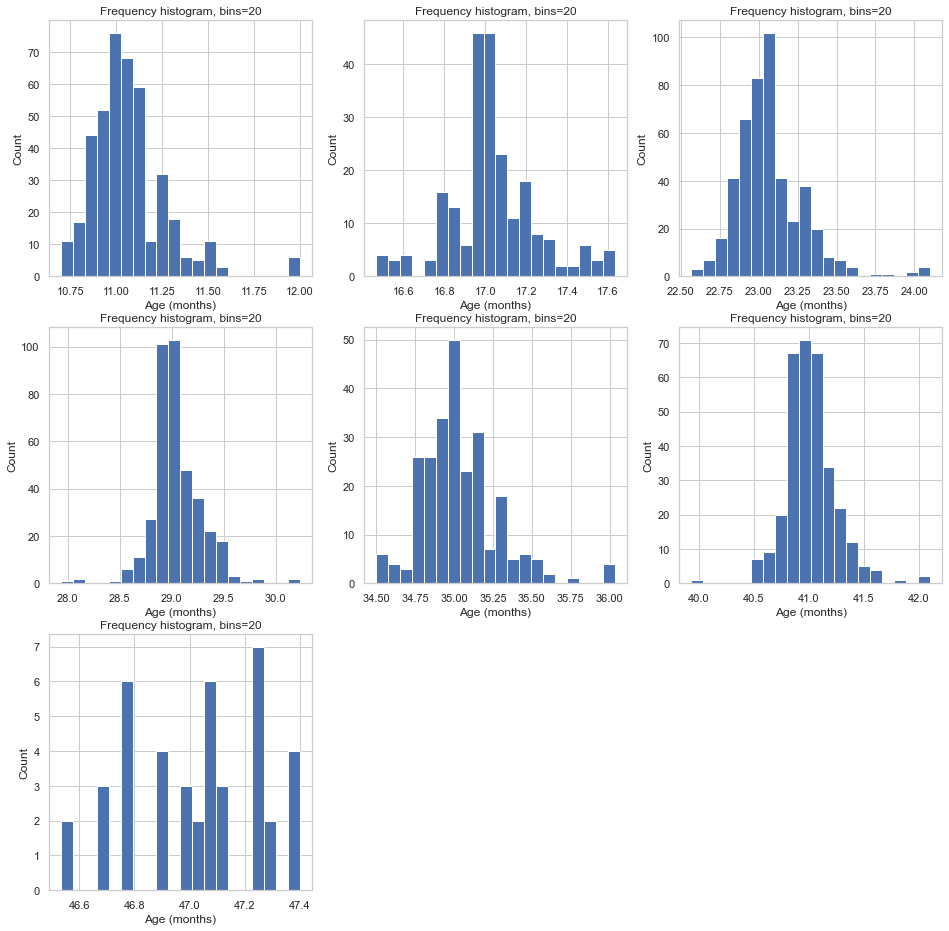 Frequency histogram, bins=20
70
60
50
40
30
20
10
0
Count
10.75 11.00 11.25 11.50 11.75 12.00
Age (months)
Frequency histogram, bins=20
40
30
20
10
0
Count
16.6 16.8 17.0 17.2 17.4 17.6
Age (months)
Frequency histogram, bins=20
100
80
60
40
20
0
Count
22.50 22.75 23.00 23.25 23.50 23.75 24.00
Age (months)
Frequency histogram, bins=20
100
80
60
40
20
0
Count
28.0 28.5 29.0 29.5 30.0
Age (months)
Frequency histogram, bins=20
50
40
30
20
10
0
Count
34.50 34.75 35.00 35.25 35.50 35.75 36.00
Age (months)
Frequency histogram, bins=20
70
60
50
40
30
20
10
0
Count
40.0 40.5 41.0 41.5 42.0
Age (months)
Frequency histogram, bins=20
7
6
5
4
3
2
1
0
Count
46.6 46.8 47.0 47.2 47.4
Age (months)